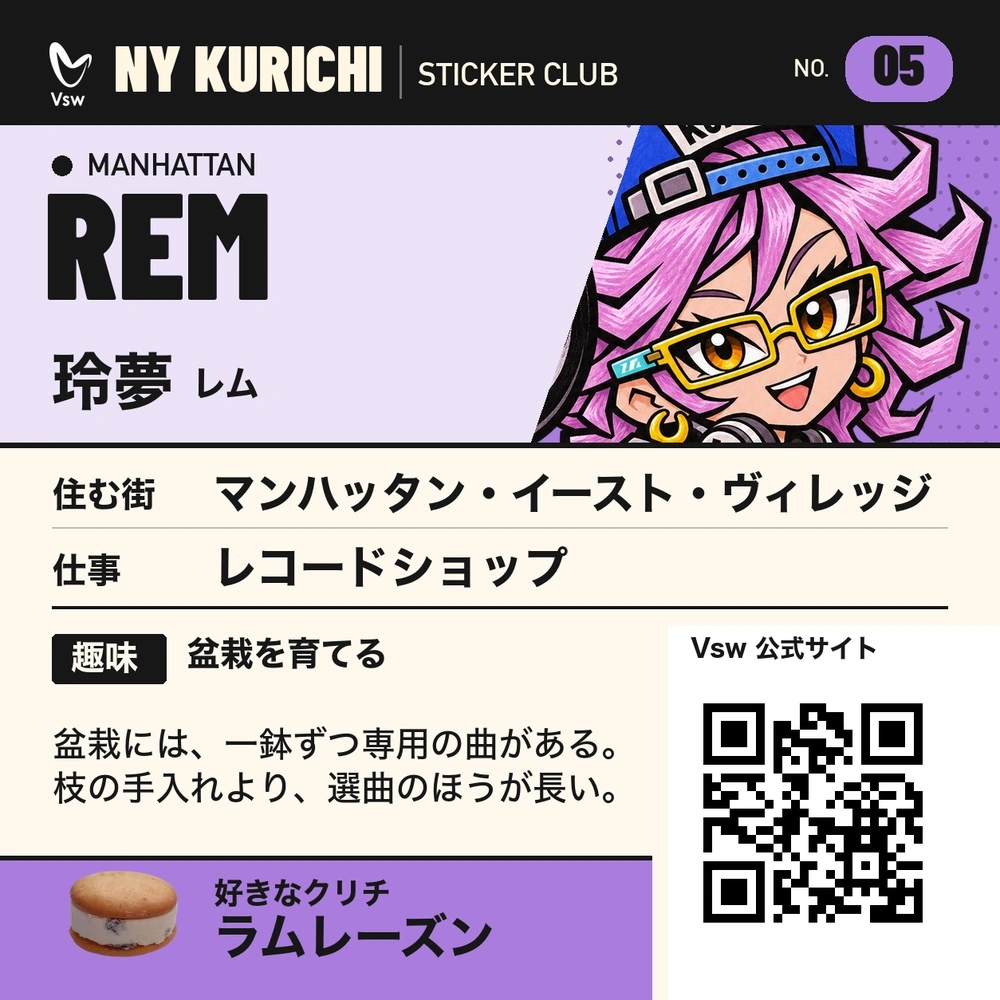 Vsw
NY KURICHI
STICKER CLUB
NO. 05
MANHATTAN
REM
玲夢 レム
住む街 マンハッタン・イースト・ヴィレッジ
仕事 レコードショップ
趣味 盆栽を育てる
盆栽には、一鉢ずつ専用の曲がある。
枝の手入れより、選曲のほうが長い。
Vsw 公式サイト
好きなクリチ
ラムレーズン